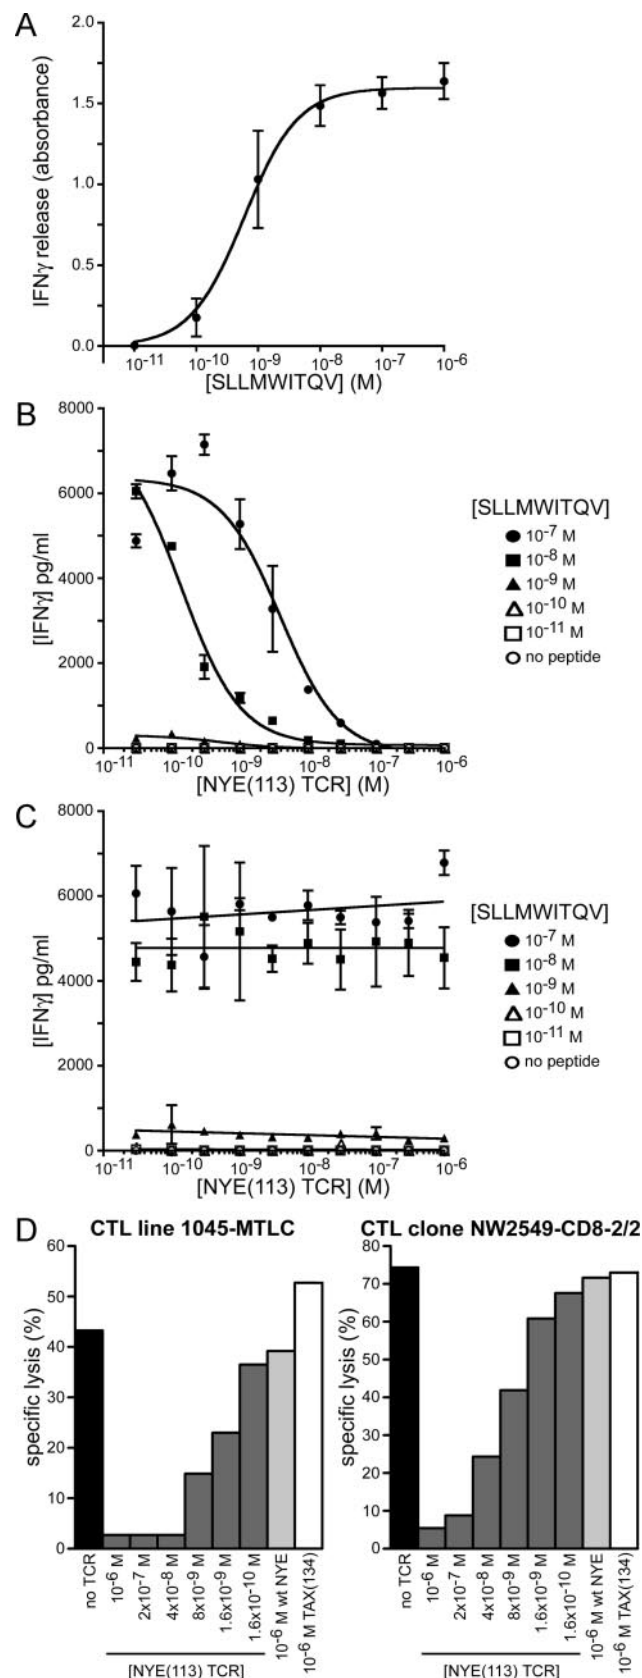 A
2.0
1.5
1.0
0.5
0.0
IFNγ release (absorbance)
10-11 10-10 10-9 10-8 10-7 10-6
[SLLMWITQV] (M)
B
8000
6000
4000
2000
0
[IFNγ] pg/ml
10-11 10-10 10-9 10-8 10-7 10-6
[NYE(113) TCR] (M)
[SLLMWITQV]
10-7 M
10-8 M
10-9 M
10-10 M
10-11 M
no peptide
C
8000
6000
4000
2000
0
[IFNγ] pg/ml
10-11 10-10 10-9 10-8 10-7 10-6
[NYE(113) TCR] (M)
[SLLMWITQV]
10-7 M
10-8 M
10-9 M
10-10 M
10-11 M
no peptide
D
CTL line 1045-MTLC
60
50
40
30
20
10
0
specific lysis (%)
no TCR
10-6 M
2x10-7 M
4x10-8 M
8x10-9 M
1.6x10-9 M
1.6x10-10 M
10-6 M wt NYE
10-6 M TAX(134)
[NYE(113) TCR]
CTL clone NW2549-CD8-2/2
80
70
60
50
40
30
20
10
0
specific lysis (%)
no TCR
10-6 M
2x10-7 M
4x10-8 M
8x10-9 M
1.6x10-9 M
1.6x10-10 M
10-6 M wt NYE
10-6 M TAX(134)
[NYE(113) TCR]